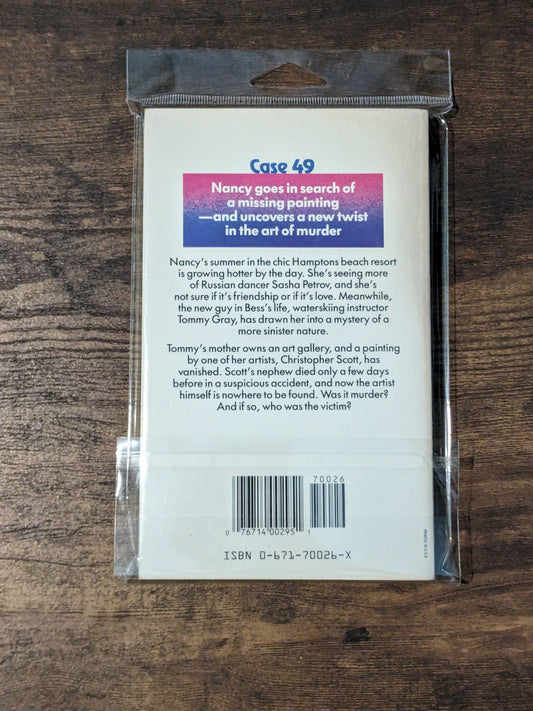 Case 49
Nancy goes in search of
a missing painting
—and uncovers a new twist
in the art of murder
Nancy's summer in the chic Hamptons beach resort
is growing hotter by the day. She's seeing more
of Russian dancer Sasha Petrov, and she's
not sure if it's friendship or if it's love. Meanwhile,
the new guy in Bess's life, waterskiing instructor
Tommy Gray, has drawn her into a mystery of a
more sinister nature.
Tommy's mother owns an art gallery, and a painting
by one of her artists, Christopher Scott, has
vanished. Scott's nephew died only a few days
before in a suspicious accident, and now the artist
himself is nowhere to be found. Was it murder?
And if so, who was the victim?
70026
0 76714 00295 1
ISBN 0-671-70026-X
PRINTED IN U.S.A.